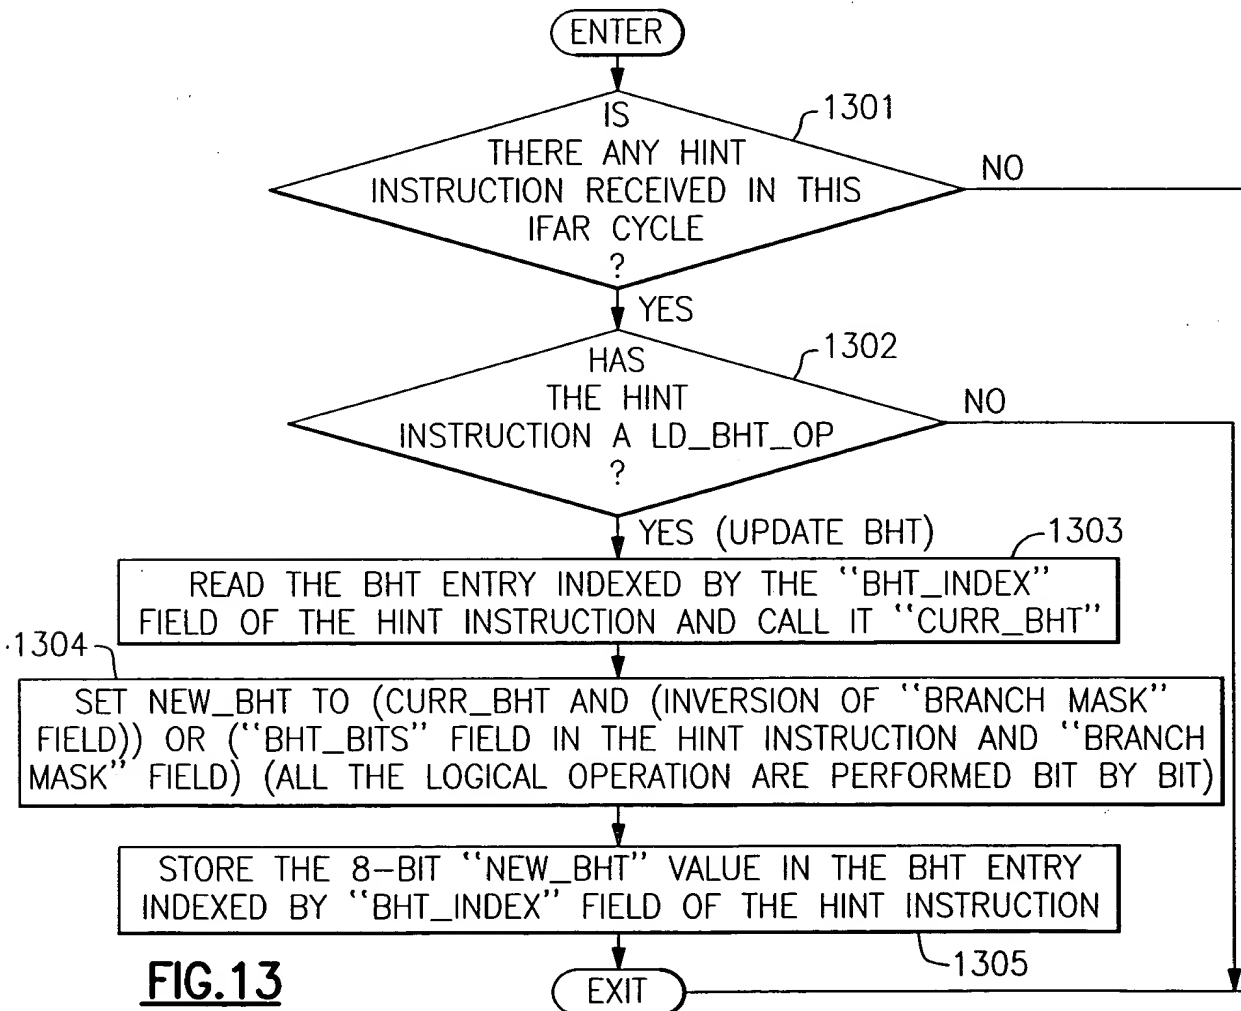 ENTER
1301
IS
THERE ANY HINT
INSTRUCTION RECEIVED IN THIS
IFAR CYCLE
?
NO
YES
1302
HAS
THE HINT
INSTRUCTION A LD_BHT_OP
?
NO
YES (UPDATE BHT)
1303
READ THE BHT ENTRY INDEXED BY THE "BHT_INDEX"
FIELD OF THE HINT INSTRUCTION AND CALL IT "CURR_BHT"
1304
SET NEW_BHT TO (CURR_BHT AND (INVERSION OF "BRANCH MASK"
FIELD)) OR ("BHT_BITS" FIELD IN THE HINT INSTRUCTION AND "BRANCH
MASK" FIELD) (ALL THE LOGICAL OPERATION ARE PERFORMED BIT BY BIT)
STORE THE 8-BIT "NEW_BHT" VALUE IN THE BHT ENTRY
INDEXED BY "BHT_INDEX" FIELD OF THE HINT INSTRUCTION
1305
EXIT
FIG.13